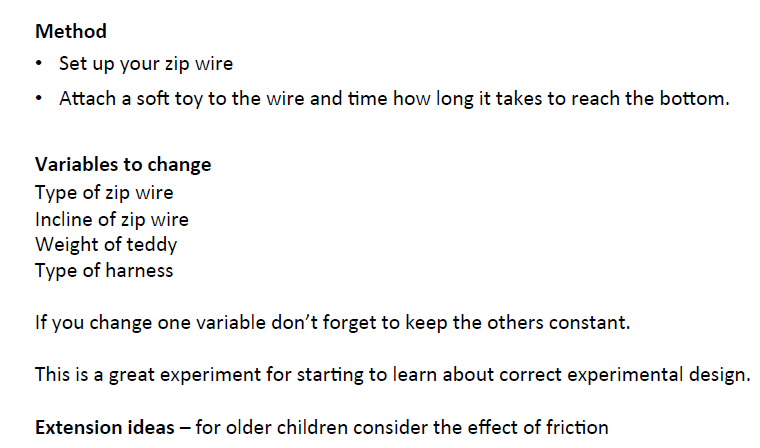 Method
• Set up your zip wire
• Attach a soft toy to the wire and time how long it takes to reach the bottom.
Variables to change
Type of zip wire
Incline of zip wire
Weight of teddy
Type of harness
If you change one variable don’t forget to keep the others constant.
This is a great experiment for starting to learn about correct experimental design.
Extension ideas – for older children consider the effect of friction